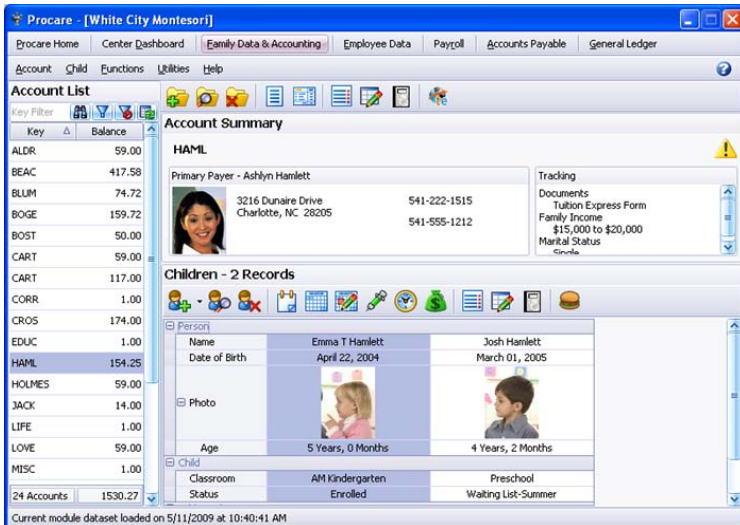 Procare - [White City Montesori]
Procare Home Center Dashboard Family Data & Accounting Employee Data Payroll Accounts Payable General Ledger
Account Child Functions Utilities Help
Account List
Key Filter
Key Balance
ALDR 59.00
BEAC 417.58
BLUM 74.72
BOGE 159.72
BOST 50.00
CART 59.00
CART 117.00
CORR 1.00
CROS 174.00
EDUC 1.00
HAML 154.25
HOLMES 59.00
JACK 14.00
LIFE 1.00
LOVE 59.00
MISC 1.00
24 Accounts 1530.27
Account Summary
HAML
Primary Payer - Ashlyn Hamlett
3216 Dunaire Drive 541-222-1515
Charlotte, NC 28205
541-555-1212
Tracking
Documents
Tuition Express Form
Family Income
$15,000 to $20,000
Marital Status
Single
Children - 2 Records
Person
Name Emma T Hamlett Josh Hamlett
Date of Birth April 22, 2004 March 01, 2005
Photo
Age 5 Years, 0 Months 4 Years, 2 Months
Child
Classroom AM Kindergarten Preschool
Status Enrolled Waiting List-Summer
Current module dataset loaded on 5/11/2009 at 10:40:41 AM